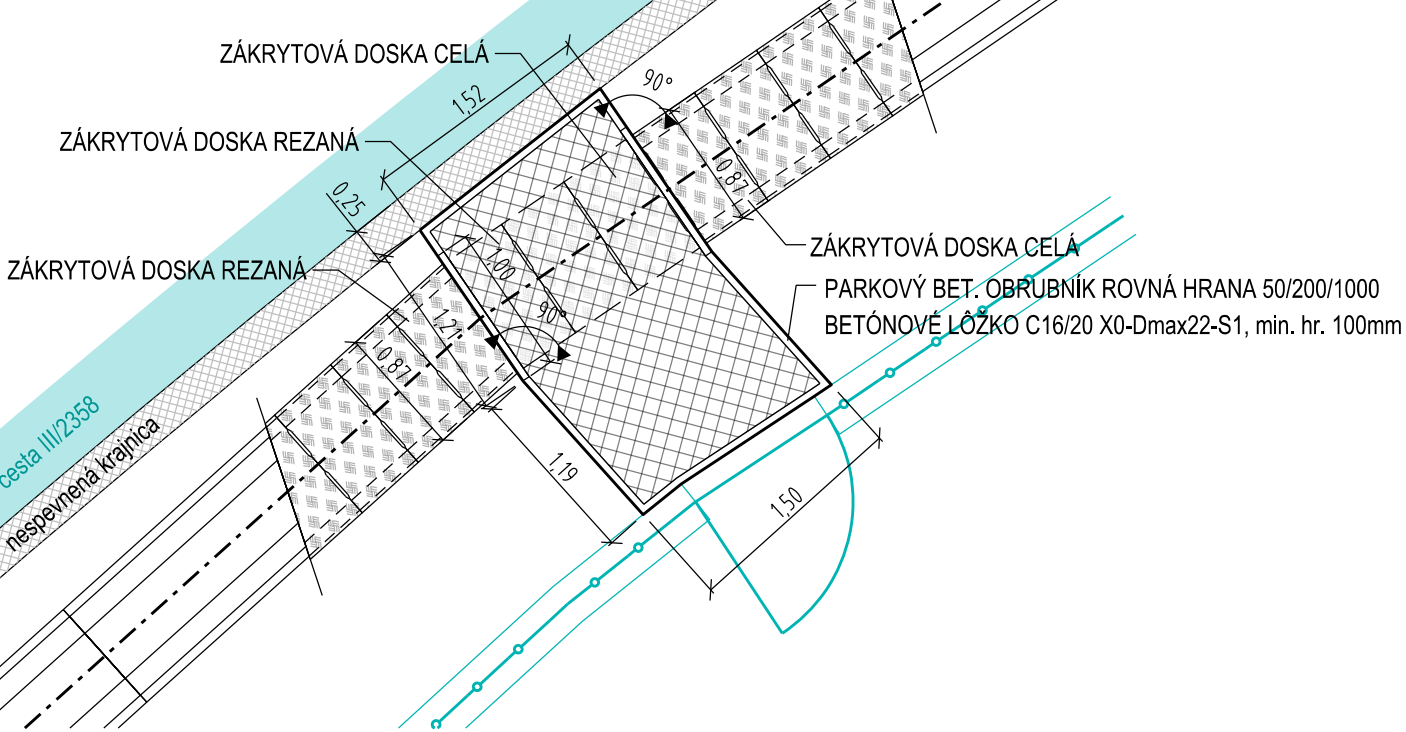 ZÁKRYTOVÁ DOSKA CELÁ
1,52
90°
ZÁKRYTOVÁ DOSKA REZANÁ
0,87
0,25
ZÁKRYTOVÁ DOSKA CELÁ
1,00
ZÁKRYTOVÁ DOSKA REZANÁ
PARKOVÝ BET. OBRUBNÍK ROVNÁ HRANA 50/200/1000
90°
1,21
BETÓNOVÉ LÔŽKO C16/20 X0-Dmax22-S1, min. hr. 100mm
0,87
cesta III/2358
nespevnená krajnica
1,19
1,50